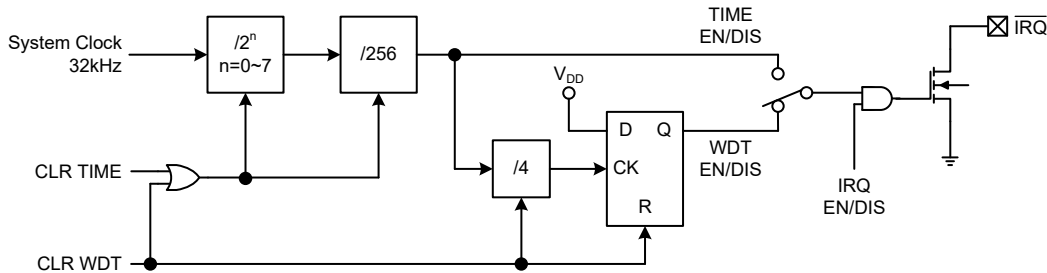 System Clock
32kHz
/2ⁿ
n=0~7
/256
TIME
EN/DIS
IRQ
VDD
D
Q
CK
R
/4
WDT
EN/DIS
IRQ
EN/DIS
CLR TIME
CLR WDT